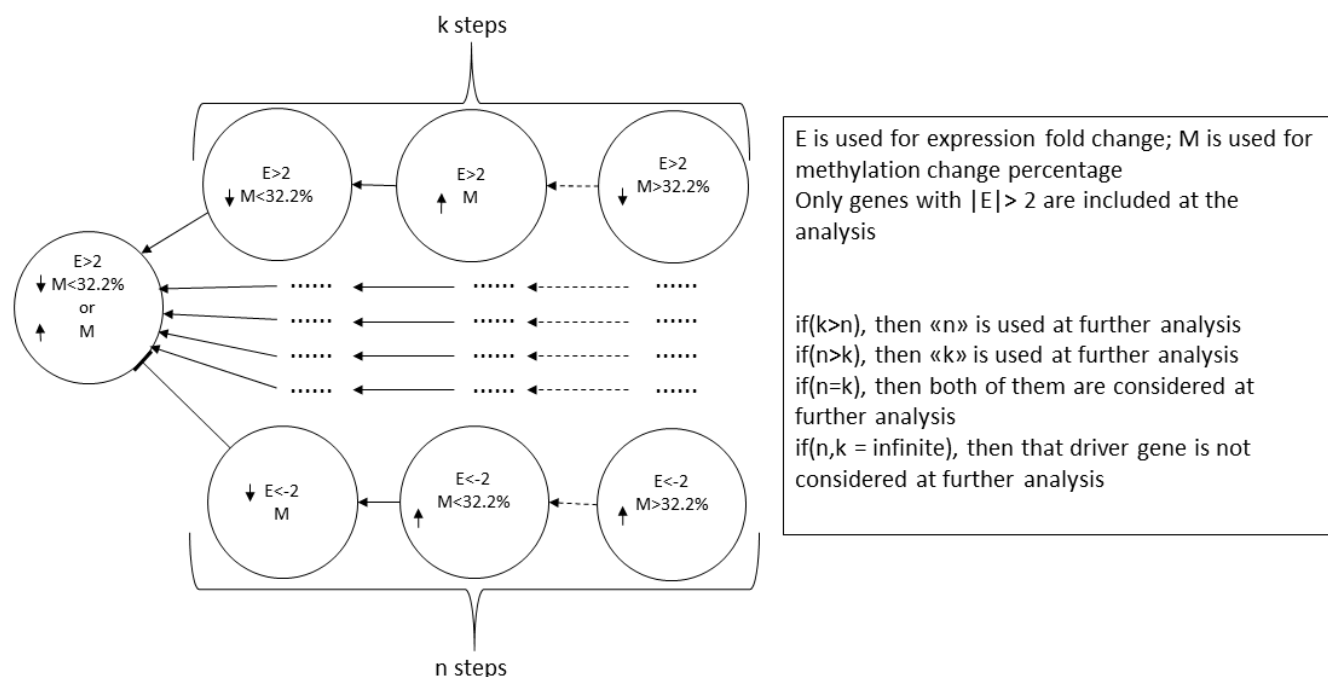 k steps
E>2
↓ M<32.2%
E>2
↑ M
E>2
↓ M>32.2%
E>2
↓ M<32.2%
or
↑ M
...... ...... ......
...... ...... ......
...... ...... ......
...... ...... ......
↓ E<-2
M
E<-2
↑ M<32.2%
E<-2
↑ M>32.2%
n steps
E is used for expression fold change; M is used for
methylation change percentage
Only genes with |E|> 2 are included at the
analysis
if(k>n), then «n» is used at further analysis
if(n>k), then «k» is used at further analysis
if(n=k), then both of them are considered at
further analysis
if(n,k = infinite), then that driver gene is not
considered at further analysis